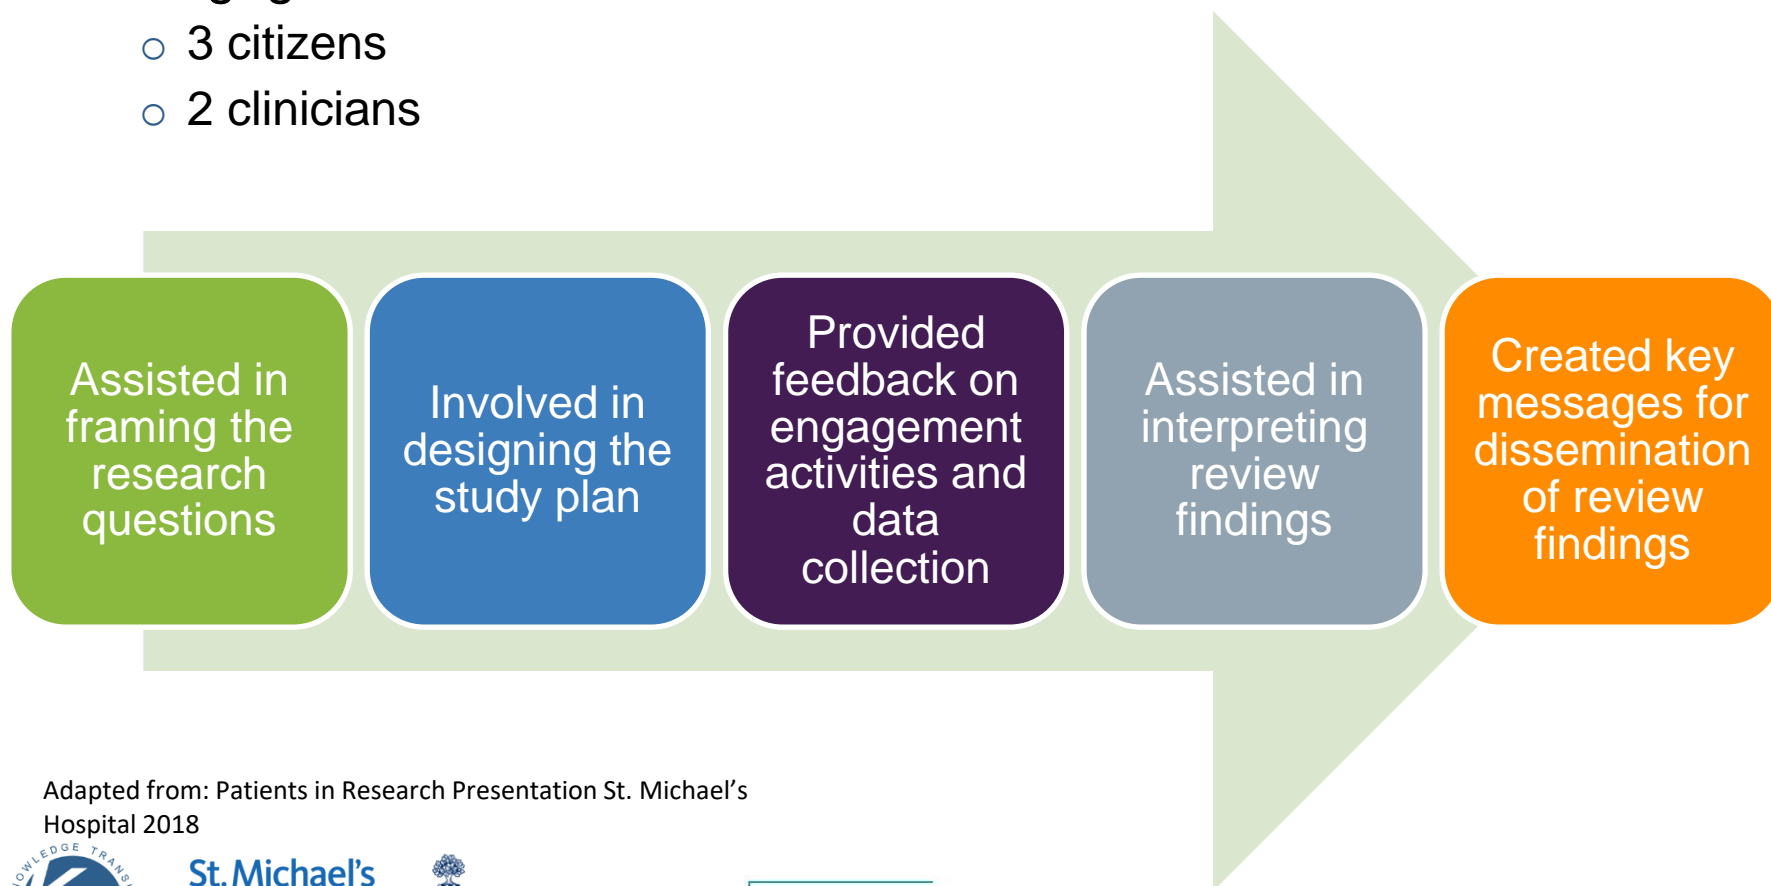 3 citizens
2 clinicians
Assisted in
framing the
research
questions
Involved in
designing the
study plan
Provided
feedback on
engagement
activities and
data
collection
Assisted in
interpreting
review
findings
Created key
messages for
dissemination
of review
findings
Adapted from: Patients in Research Presentation St. Michael's
Hospital 2018
St. Michael's